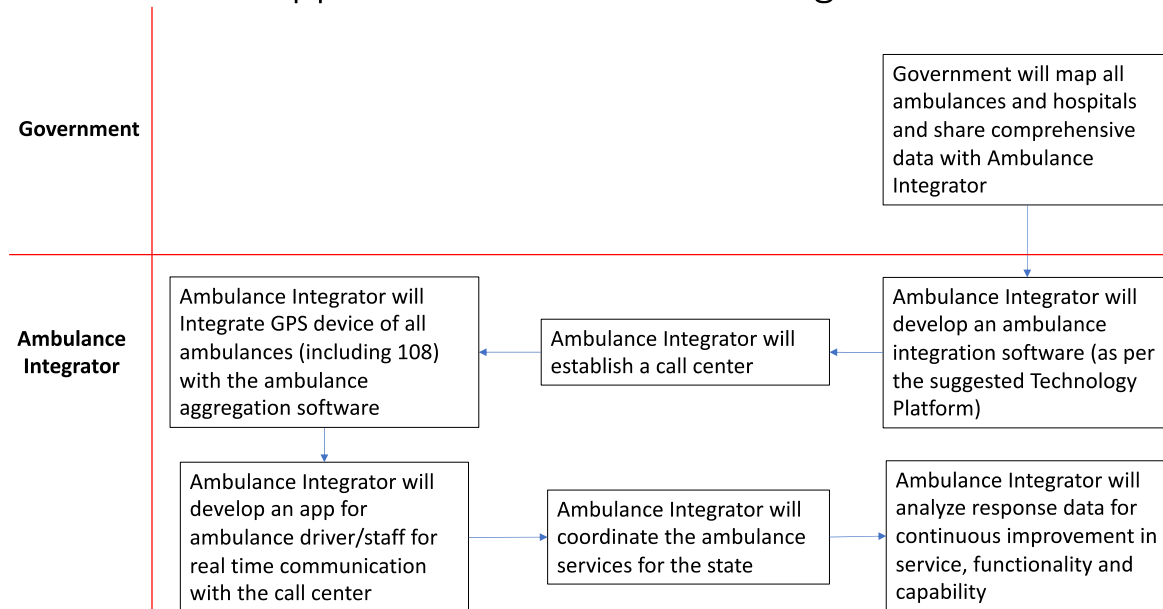 Government
Government will map all
ambulances and hospitals
and share comprehensive
data with Ambulance
Integrator
Ambulance
Integrator
Ambulance Integrator will
develop an ambulance
integration software (as per
the suggested Technology
Platform)
Ambulance Integrator will
establish a call center
Ambulance Integrator will
Integrate GPS device of all
ambulances (including 108)
with the ambulance
aggregation software
Ambulance Integrator will
develop an app for
ambulance driver/staff for
real time communication
with the call center
Ambulance Integrator will
coordinate the ambulance
services for the state
Ambulance Integrator will
analyze response data for
continuous improvement in
service, functionality and
capability